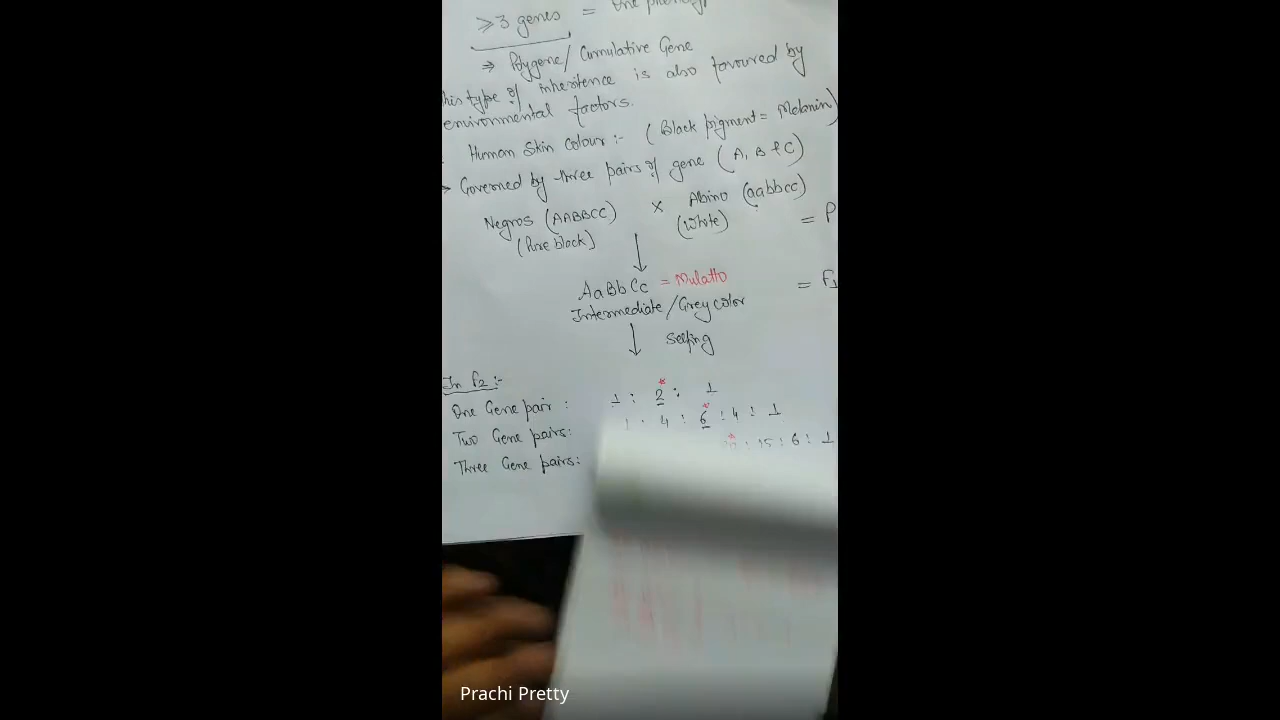 ≥3 genes = One
⇒ Polygene/ Cumulative Gene
his type of inheritence is also favoured by
environmental factors.
Human Skin Colour :- (Black pigment = Melanin)
Governed by three pairs of gene (A, B & C)
Negros (AABBCC) × Albino (aabbcc) = P
(Pure black) (White)
↓
AaBbCc = Mulatto = F1
Intermediate/Grey color
↓ Selfing
In F2 :-
One Gene pair : 1 : 2 : 1
Two Gene pairs: 1 : 4 : 6 : 4 : 1
Three Gene pairs: : 15 : 6 : 1
Prachi Pretty